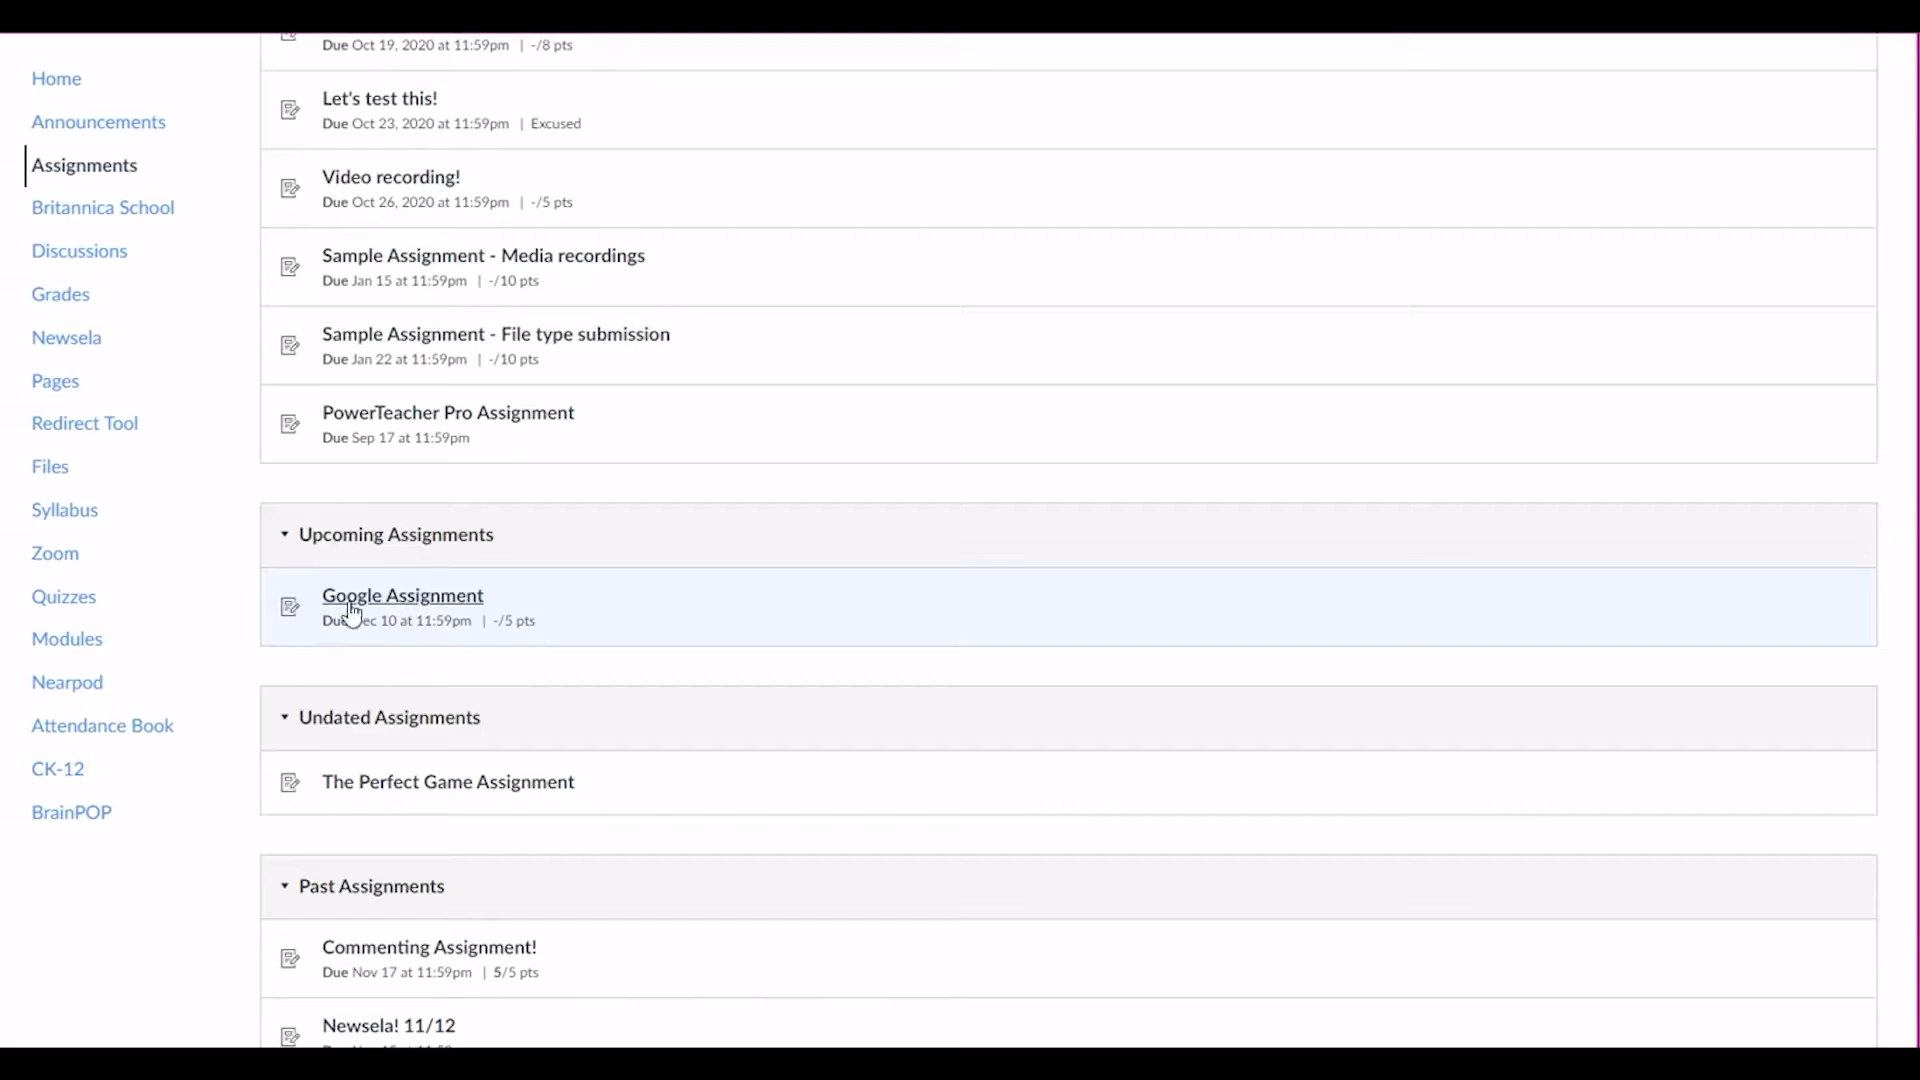 Home
Announcements
Assignments
Britannica School
Discussions
Grades
Newsela
Pages
Redirect Tool
Files
Syllabus
Zoom
Quizzes
Modules
Nearpod
Attendance Book
CK-12
BrainPOP
Due Oct 19, 2020 at 11:59pm | -/8 pts
Let's test this!
Due Oct 23, 2020 at 11:59pm | Excused
Video recording!
Due Oct 26, 2020 at 11:59pm | -/5 pts
Sample Assignment - Media recordings
Due Jan 15 at 11:59pm | -/10 pts
Sample Assignment - File type submission
Due Jan 22 at 11:59pm | -/10 pts
PowerTeacher Pro Assignment
Due Sep 17 at 11:59pm
Upcoming Assignments
Google Assignment
Due Dec 10 at 11:59pm | -/5 pts
Undated Assignments
The Perfect Game Assignment
Past Assignments
Commenting Assignment!
Due Nov 17 at 11:59pm | 5/5 pts
Newsela! 11/12